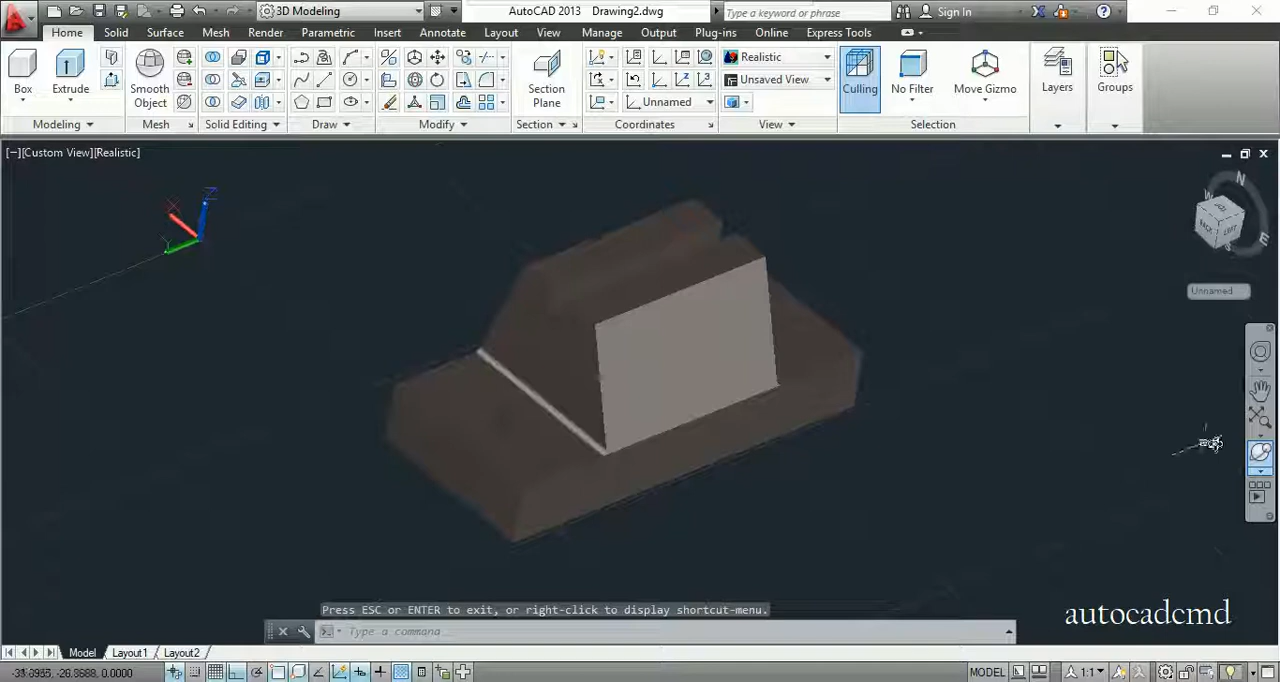 3D Modeling AutoCAD 2013 Drawing2.dwg Type a keyword or phrase Sign In
Home Solid Surface Mesh Render Parametric Insert Annotate Layout View Manage Output Plug-ins Online Express Tools
Realistic
Unsaved View
Unnamed
Box Extrude Smooth Object Section Plane Culling No Filter Move Gizmo Layers Groups
Modeling Mesh Solid Editing Draw Modify Section Coordinates View Selection
[−][Custom View][Realistic]
Z
X
Y
N
W
E
S
TOP
BACK LEFT
Unnamed
Press ESC or ENTER to exit, or right-click to display shortcut-menu.
Type a command
autocadcmd
Model Layout1 Layout2
MODEL 1:1